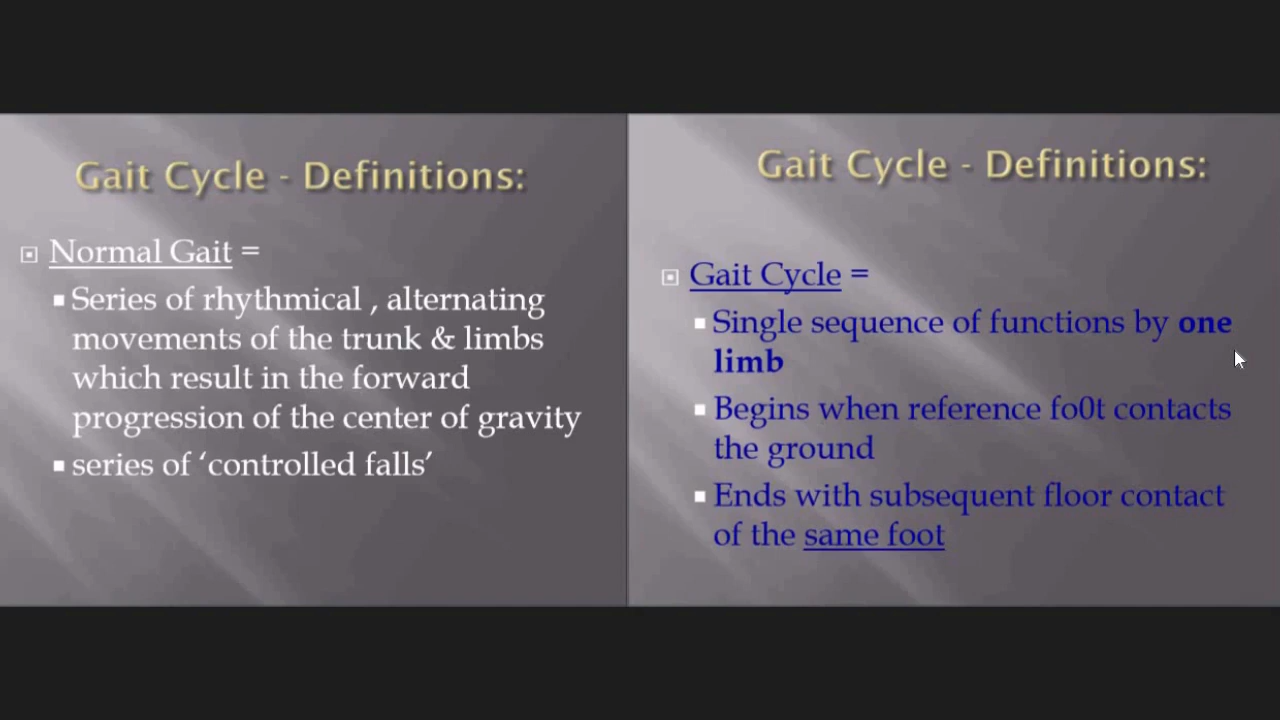 Gait Cycle - Definitions:
Normal Gait =
Series of rhythmical , alternating
movements of the trunk & limbs
which result in the forward
progression of the center of gravity
series of ‘controlled falls’
Gait Cycle - Definitions:
Gait Cycle =
Single sequence of functions by one
limb
Begins when reference fo0t contacts
the ground
Ends with subsequent floor contact
of the same foot